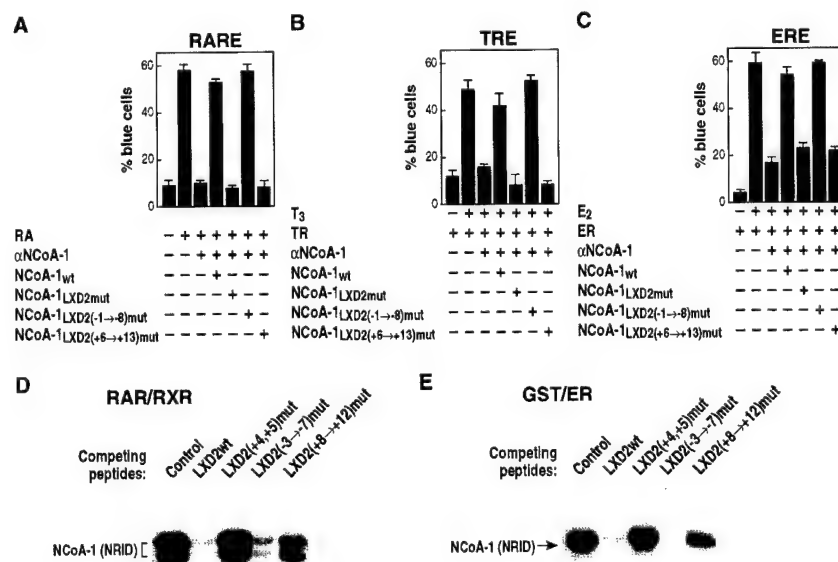 A
RARE
% blue cells
60
40
20
0
RA – + + + + + +
αNCoA-1 – – + + + + +
NCoA-1wt – – – + – – –
NCoA-1LXD2mut – – – – + – –
NCoA-1LXD2(-1→-8)mut – – – – – + –
NCoA-1LXD2(+6→+13)mut – – – – – – +
B
TRE
% blue cells
60
40
20
0
T3 – + + + + + +
TR + + + + + + +
αNCoA-1 – – + + + + +
NCoA-1wt – – – + – – –
NCoA-1LXD2mut – – – – + – –
NCoA-1LXD2(-1→-8)mut – – – – – + –
NCoA-1LXD2(+6→+13)mut – – – – – – +
C
ERE
% blue cells
60
40
20
0
E2 – + + + + + +
ER + + + + + + +
αNCoA-1 – – + + + + +
NCoA-1wt – – – + – – –
NCoA-1LXD2mut – – – – + – –
NCoA-1LXD2(-1→-8)mut – – – – – + –
NCoA-1LXD2(+6→+13)mut – – – – – – +
D
RAR/RXR
Competing peptides:
Control
LXD2wt
LXD2(+4,+5)mut
LXD2(-3→-7)mut
LXD2(+8→+12)mut
NCoA-1 (NRID)
E
GST/ER
Competing peptides:
Control
LXD2wt
LXD2(+4,+5)mut
LXD2(-3→-7)mut
LXD2(+8→+12)mut
NCoA-1 (NRID)→